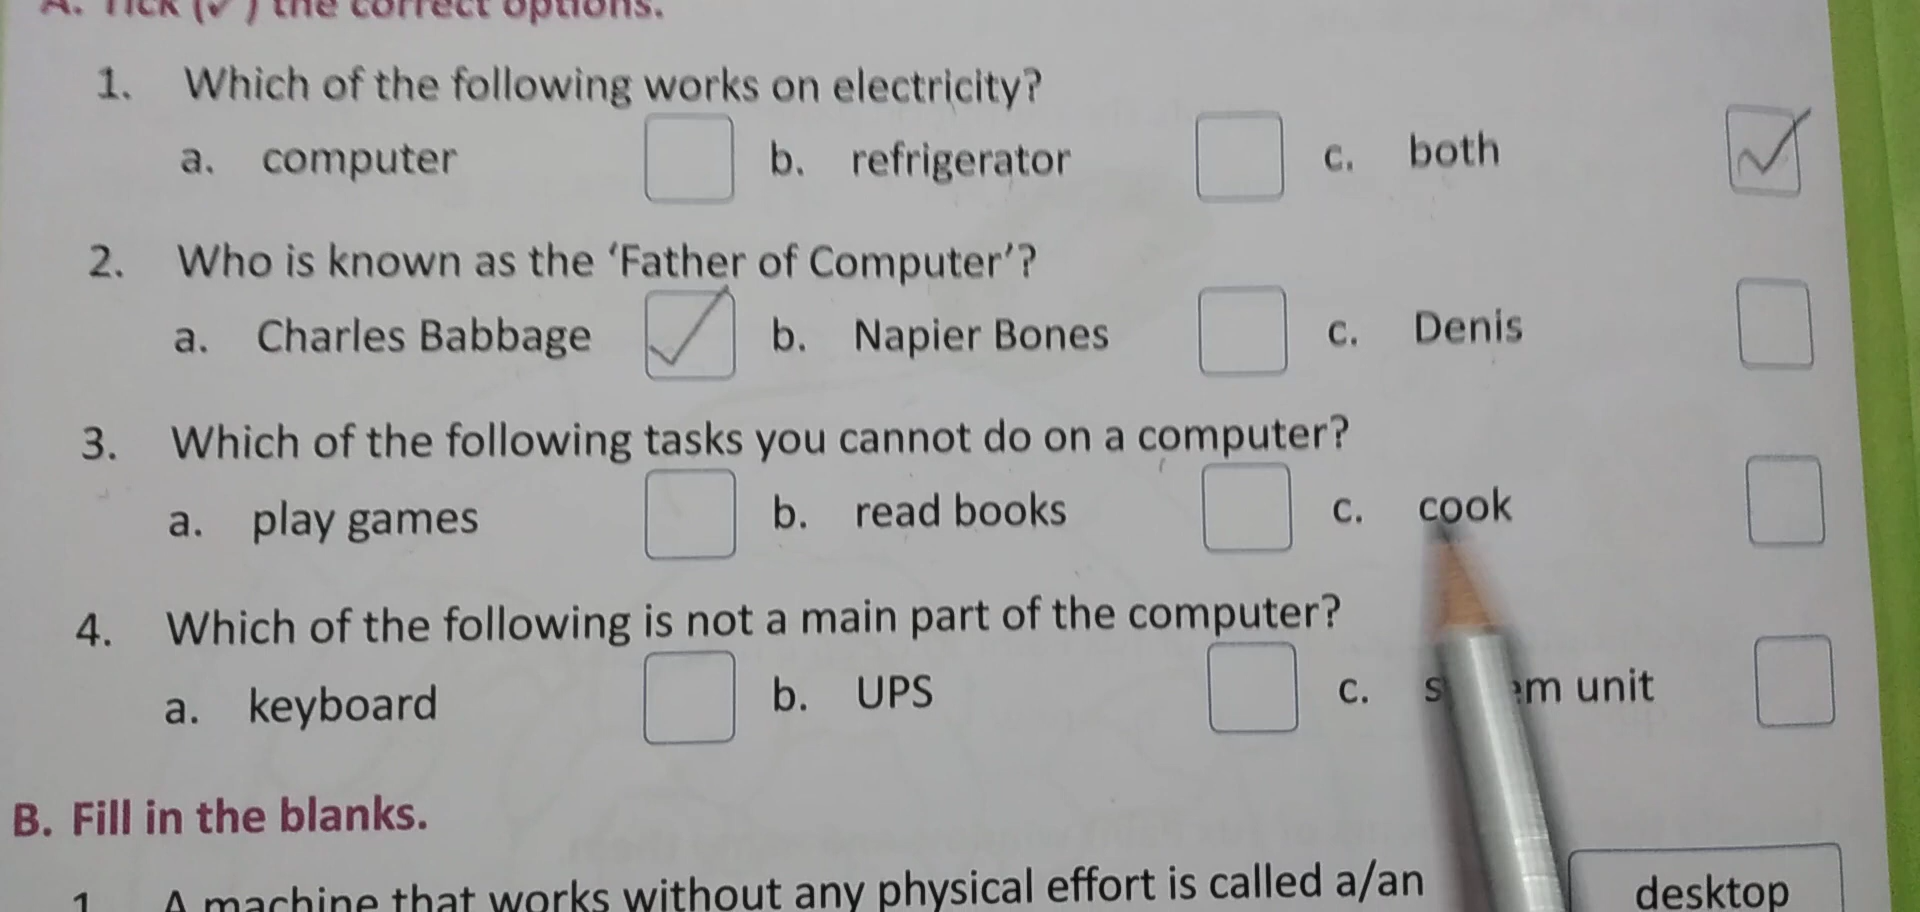 A. Tick (✓) the correct options.
1. Which of the following works on electricity?
a. computer b. refrigerator c. both ✓
2. Who is known as the ‘Father of Computer’?
a. Charles Babbage ✓ b. Napier Bones c. Denis
3. Which of the following tasks you cannot do on a computer?
a. play games b. read books c. cook
4. Which of the following is not a main part of the computer?
a. keyboard b. UPS c. unit
B. Fill in the blanks.
1 A machine that works without any physical effort is called a/an
desktop